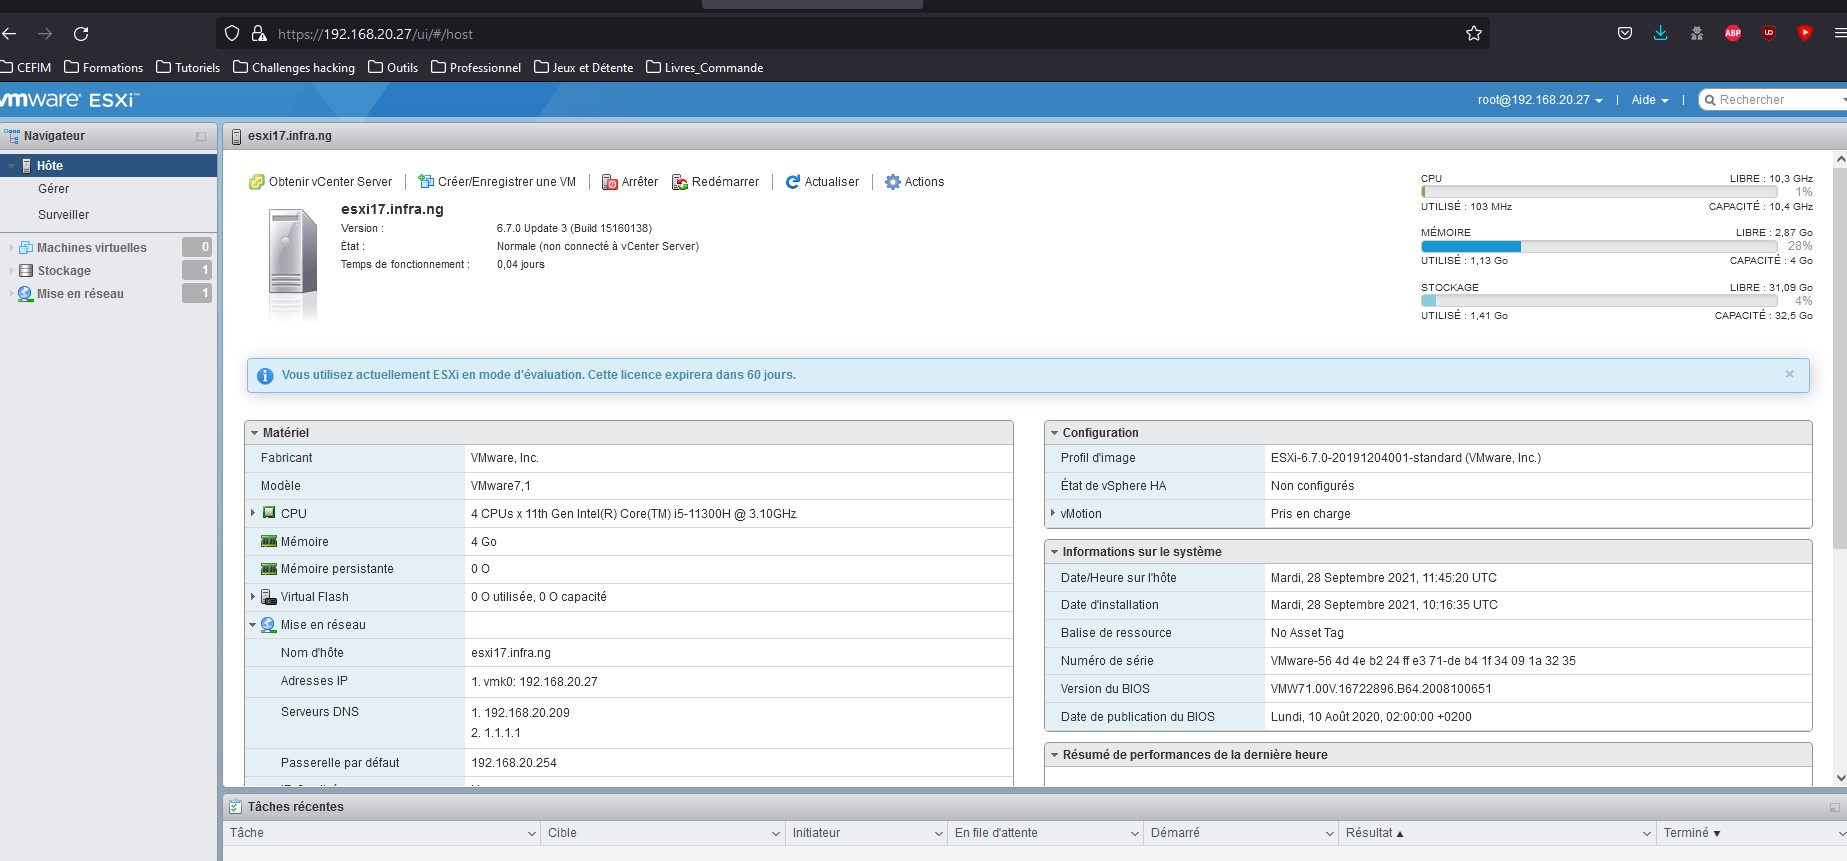 https://192.168.20.27/ui/#/host
ABP
CEFIM Formations Tutoriels Challenges hacking Outils Professionnel Jeux et Détente Livres_Commande
vmware ESXi™
root@192.168.20.27 | Aide | Rechercher
Navigateur
Hôte
Gérer
Surveiller
Machines virtuelles 0
Stockage 1
Mise en réseau 1
esxi17.infra.ng
Obtenir vCenter Server | Créer/Enregistrer une VM | Arrêter Redémarrer | Actualiser | Actions
esxi17.infra.ng
Version : 6.7.0 Update 3 (Build 15160138)
État : Normale (non connecté à vCenter Server)
Temps de fonctionnement : 0,04 jours
CPU LIBRE : 10,3 GHz
1%
UTILISÉ : 103 MHz CAPACITÉ : 10,4 GHz
MÉMOIRE LIBRE : 2,87 Go
28%
UTILISÉ : 1,13 Go CAPACITÉ : 4 Go
STOCKAGE LIBRE : 31,09 Go
4%
UTILISÉ : 1,41 Go CAPACITÉ : 32,5 Go
Vous utilisez actuellement ESXi en mode d'évaluation. Cette licence expirera dans 60 jours.
Matériel
Fabricant VMware, Inc.
Modèle VMware7,1
CPU 4 CPUs x 11th Gen Intel(R) Core(TM) i5-11300H @ 3.10GHz
Mémoire 4 Go
Mémoire persistante 0 O
Virtual Flash 0 O utilisée, 0 O capacité
Mise en réseau
Nom d'hôte esxi17.infra.ng
Adresses IP 1. vmk0: 192.168.20.27
Serveurs DNS 1. 192.168.20.209
2. 1.1.1.1
Passerelle par défaut 192.168.20.254
Configuration
Profil d'image ESXi-6.7.0-20191204001-standard (VMware, Inc.)
État de vSphere HA Non configurés
vMotion Pris en charge
Informations sur le système
Date/Heure sur l'hôte Mardi, 28 Septembre 2021, 11:45:20 UTC
Date d'installation Mardi, 28 Septembre 2021, 10:16:35 UTC
Balise de ressource No Asset Tag
Numéro de série VMware-56 4d 4e b2 24 ff e3 71-de b4 1f 34 09 1a 32 35
Version du BIOS VMW71.00V.16722896.B64.2008100651
Date de publication du BIOS Lundi, 10 Août 2020, 02:00:00 +0200
Résumé de performances de la dernière heure
Tâches récentes
Tâche Cible Initiateur En file d'attente Démarré Résultat Terminé